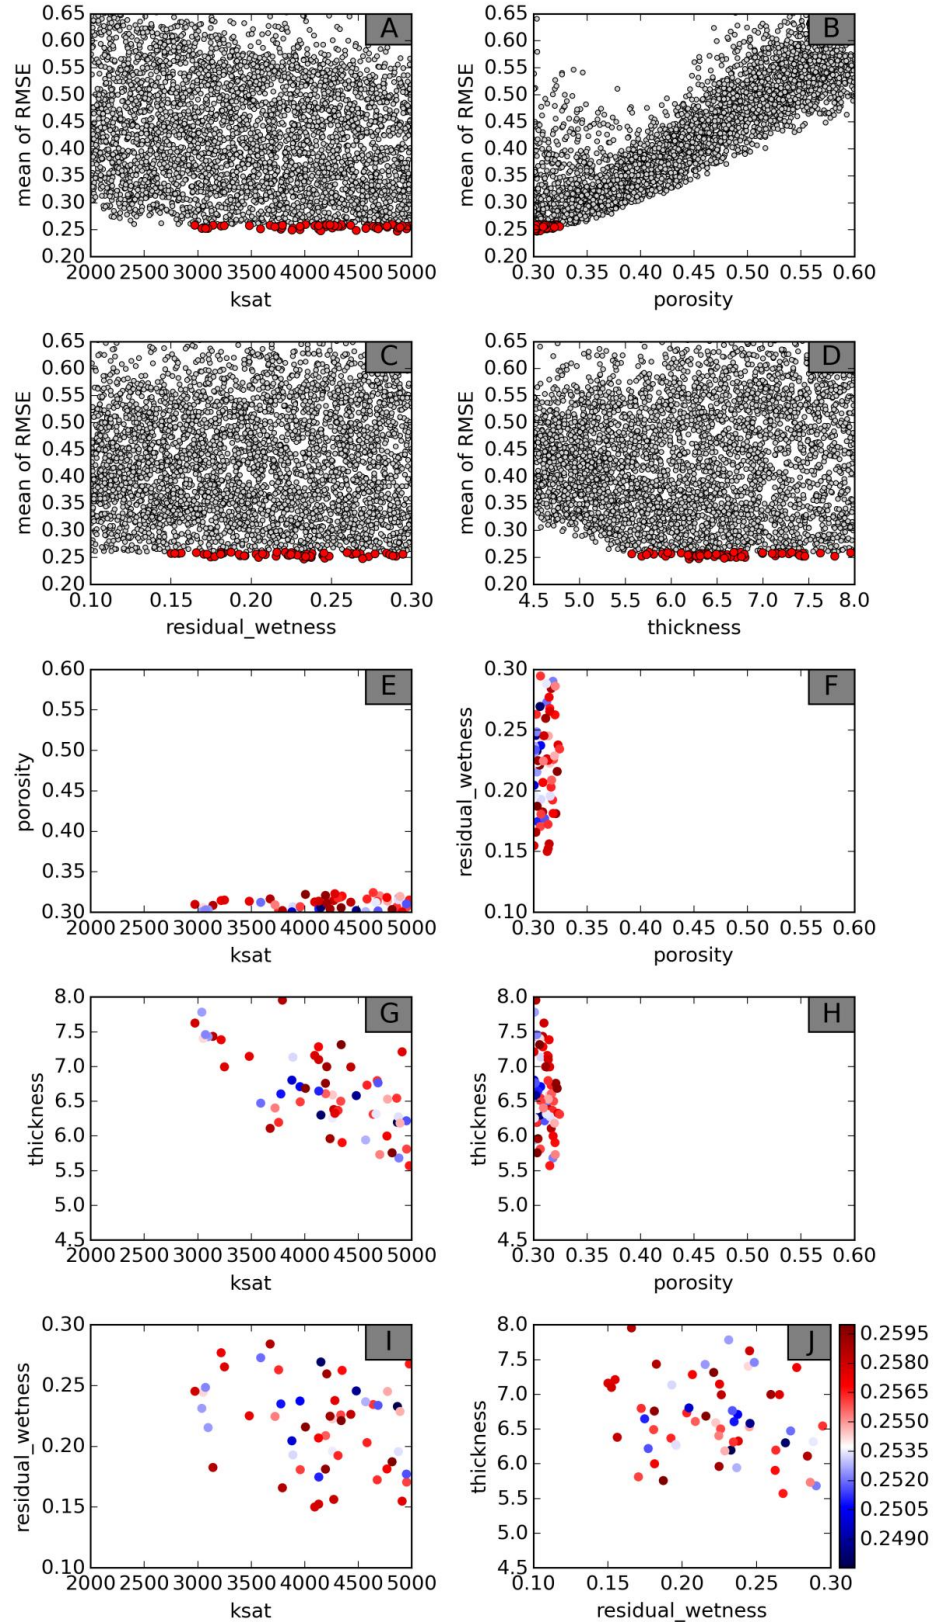 A
mean of RMSE
0.65
0.60
0.55
0.50
0.45
0.40
0.35
0.30
0.25
0.20
2000 2500 3000 3500 4000 4500 5000
ksat
B
mean of RMSE
0.65
0.60
0.55
0.50
0.45
0.40
0.35
0.30
0.25
0.20
0.30 0.35 0.40 0.45 0.50 0.55 0.60
porosity
C
mean of RMSE
0.65
0.60
0.55
0.50
0.45
0.40
0.35
0.30
0.25
0.20
0.10 0.15 0.20 0.25 0.30
residual_wetness
D
mean of RMSE
0.65
0.60
0.55
0.50
0.45
0.40
0.35
0.30
0.25
0.20
4.5 5.0 5.5 6.0 6.5 7.0 7.5 8.0
thickness
E
porosity
0.60
0.55
0.50
0.45
0.40
0.35
0.30
2000 2500 3000 3500 4000 4500 5000
ksat
F
residual_wetness
0.30
0.25
0.20
0.15
0.10
0.30 0.35 0.40 0.45 0.50 0.55 0.60
porosity
G
thickness
8.0
7.5
7.0
6.5
6.0
5.5
5.0
4.5
2000 2500 3000 3500 4000 4500 5000
ksat
H
thickness
8.0
7.5
7.0
6.5
6.0
5.5
5.0
4.5
0.30 0.35 0.40 0.45 0.50 0.55 0.60
porosity
I
residual_wetness
0.30
0.25
0.20
0.15
0.10
2000 2500 3000 3500 4000 4500 5000
ksat
J
thickness
8.0
7.5
7.0
6.5
6.0
5.5
5.0
4.5
0.10 0.15 0.20 0.25 0.30
residual_wetness
0.2595
0.2580
0.2565
0.2550
0.2535
0.2520
0.2505
0.2490